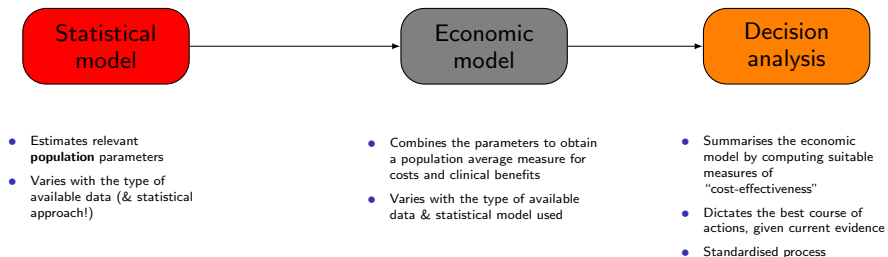 Statistical
model
Economic
model
Decision
analysis
• Estimates relevant
population parameters
• Varies with the type of
available data (& statistical
approach!)
• Combines the parameters to obtain
a population average measure for
costs and clinical benefits
• Varies with the type of available
data & statistical model used
• Summarises the economic
model by computing suitable
measures of
“cost-effectiveness”
• Dictates the best course of
actions, given current evidence
• Standardised process